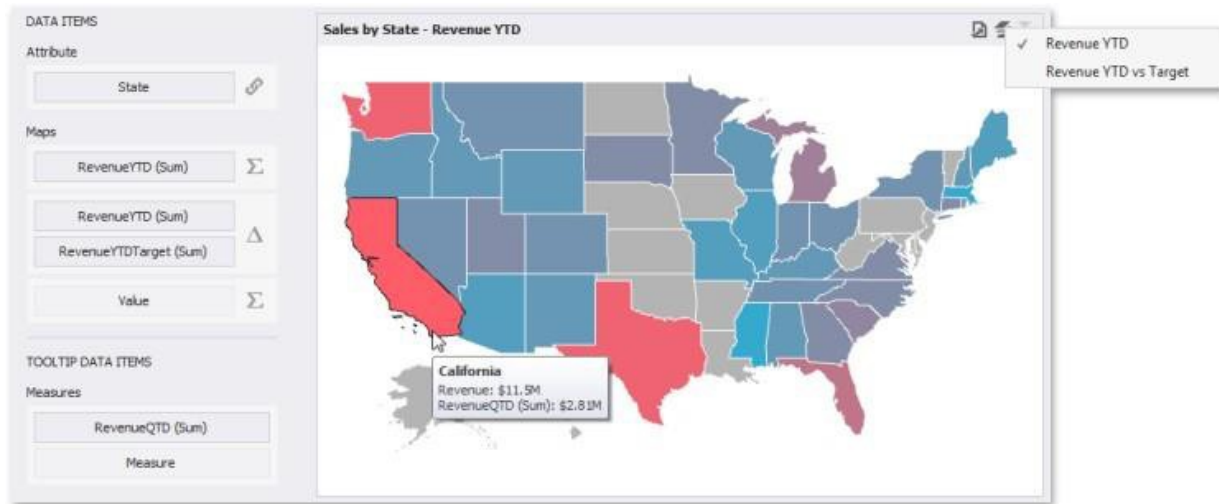 DATA ITEMS
Attribute
State
Maps
RevenueYTD (Sum)
Σ
RevenueYTD (Sum)
Δ
RevenueYTDTarget (Sum)
Value
Σ
TOOLTIP DATA ITEMS
Measures
RevenueQTD (Sum)
Measure
Sales by State - Revenue YTD
✓ Revenue YTD
Revenue YTD vs Target
California
Revenue: $11.5M
RevenueQTD (Sum): $2.81M